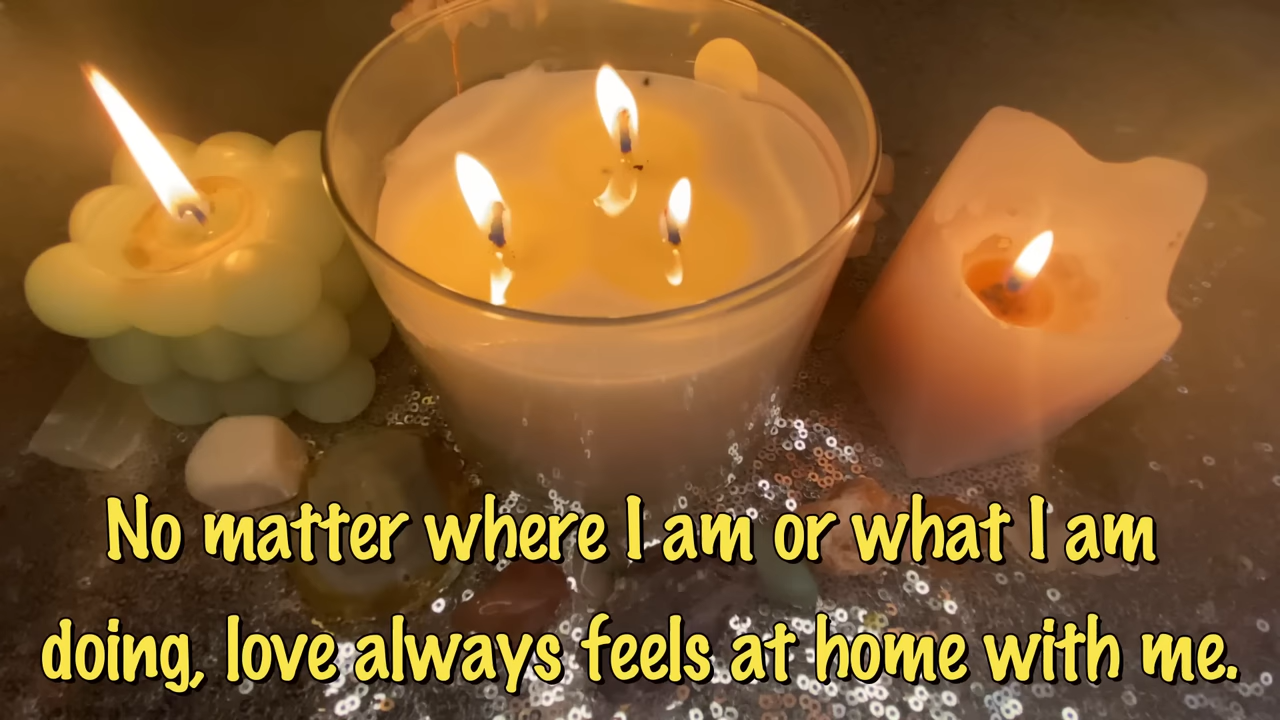 No matter where I am or what I am
doing, love always feels at home with me.